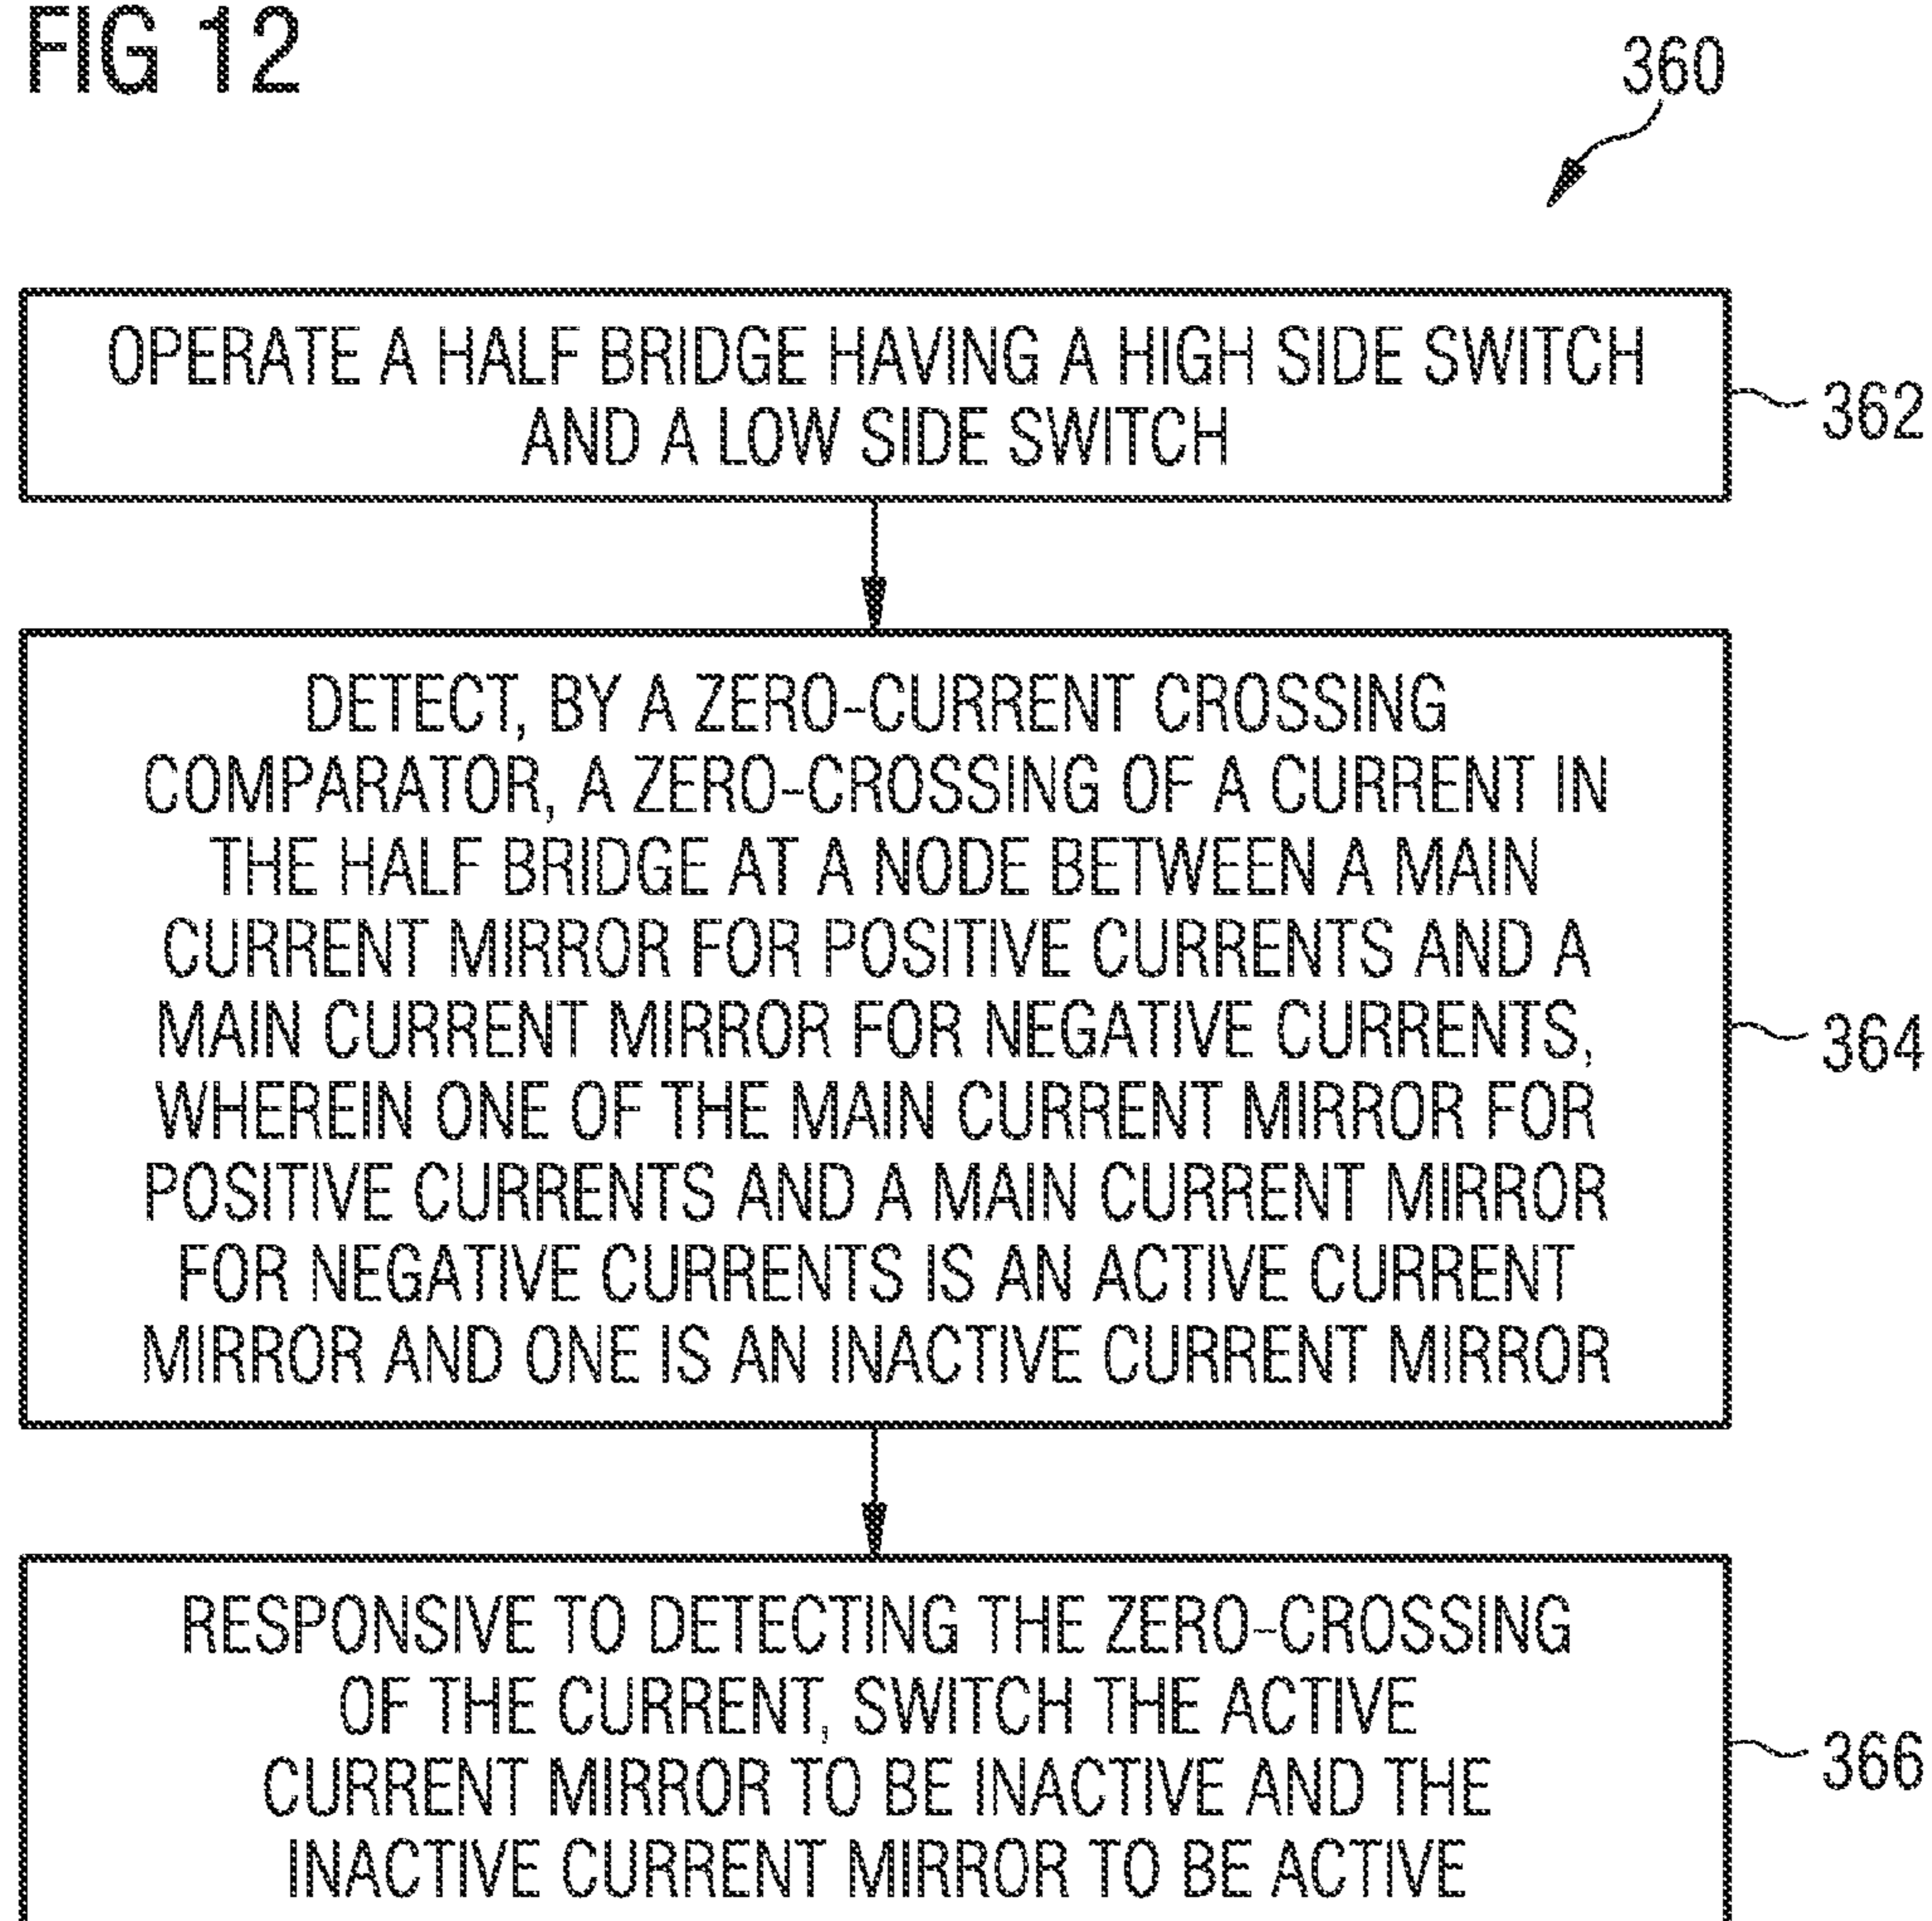 FIG 12
360
OPERATE A HALF BRIDGE HAVING A HIGH SIDE SWITCH
AND A LOW SIDE SWITCH
362
DETECT, BY A ZERO-CURRENT CROSSING
COMPARATOR, A ZERO-CROSSING OF A CURRENT IN
THE HALF BRIDGE AT A NODE BETWEEN A MAIN
CURRENT MIRROR FOR POSITIVE CURRENTS AND A
MAIN CURRENT MIRROR FOR NEGATIVE CURRENTS,
WHEREIN ONE OF THE MAIN CURRENT MIRROR FOR
POSITIVE CURRENTS AND A MAIN CURRENT MIRROR
FOR NEGATIVE CURRENTS IS AN ACTIVE CURRENT
MIRROR AND ONE IS AN INACTIVE CURRENT MIRROR
364
RESPONSIVE TO DETECTING THE ZERO-CROSSING
OF THE CURRENT, SWITCH THE ACTIVE
CURRENT MIRROR TO BE INACTIVE AND THE
INACTIVE CURRENT MIRROR TO BE ACTIVE
366